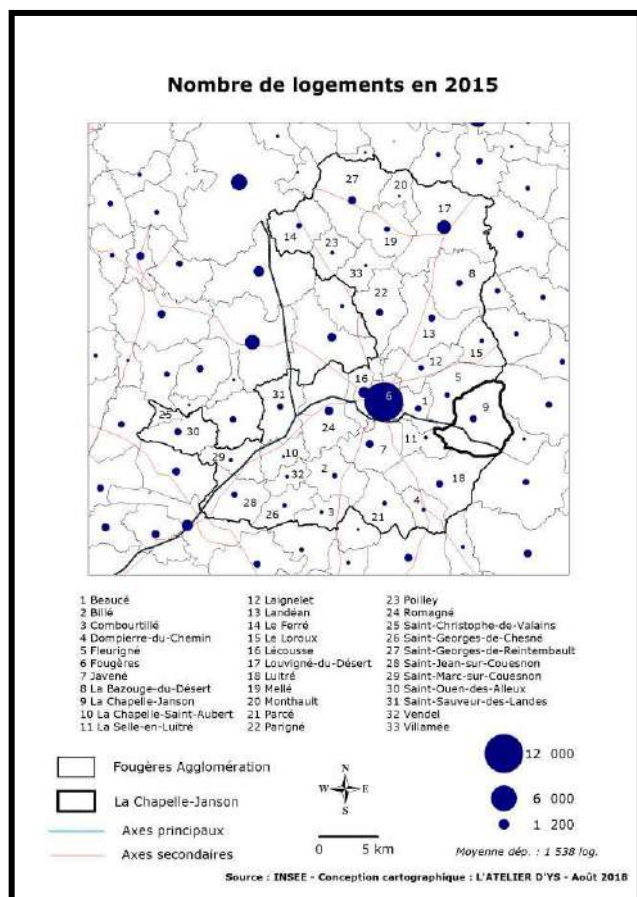 Nombre de logements en 2015
27
20
17
14
19
23
33
8
22
13
15
12
16
5
6
31
1
9
25
24
30
11
7
29
10
32
2
18
28
4
26
3
21
1 Beaucé
2 Billé
3 Combourtillé
4 Dompierre-du-Chemin
5 Fleurigné
6 Fougères
7 Javené
8 La Bazouge-du-Désert
9 La Chapelle-Janson
10 La Chapelle-Saint-Aubert
11 La Selle-en-Luitré
12 Laignelet
13 Landéan
14 Le Ferré
15 Le Loroux
16 Lécousse
17 Louvigné-du-Désert
18 Luitré
19 Mellé
20 Monthault
21 Parcé
22 Parigné
23 Poilley
24 Romagné
25 Saint-Christophe-de-Valains
26 Saint-Georges-de-Chesné
27 Saint-Georges-de-Reintembault
28 Saint-Jean-sur-Couesnon
29 Saint-Marc-sur-Couesnon
30 Saint-Ouen-des-Alleux
31 Saint-Sauveur-des-Landes
32 Vendel
33 Villamée
Fougères Agglomération
La Chapelle-Janson
Axes principaux
Axes secondaires
N
W E
S
0 5 km
12 000
6 000
1 200
Moyenne dép. : 1 538 log.
Source : INSEE - Conception cartographique : L'ATELIER D'YS - Août 2018